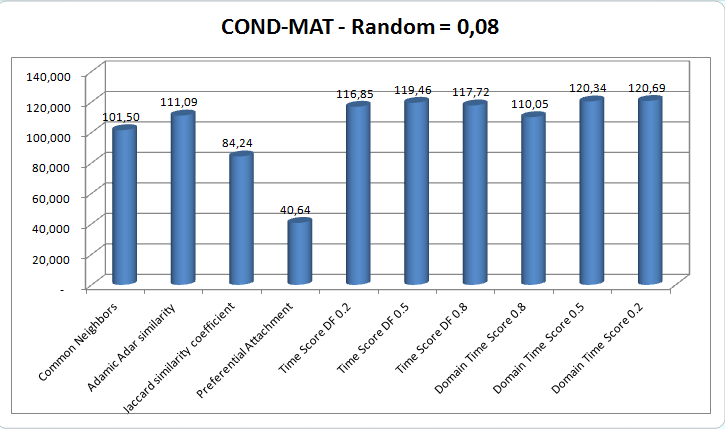 COND-MAT - Random = 0,08
140,000
120,000
100,000
80,000
60,000
40,000
20,000
-
101,50
111,09
84,24
40,64
116,85
119,46
117,72
110,05
120,34
120,69
Common Neighbors
Adamic Adar similarity
Jaccard similarity coefficient
Preferential Attachment
Time Score DF 0.2
Time Score DF 0.5
Time Score DF 0.8
Domain Time Score 0.8
Domain Time Score 0.5
Domain Time Score 0.2